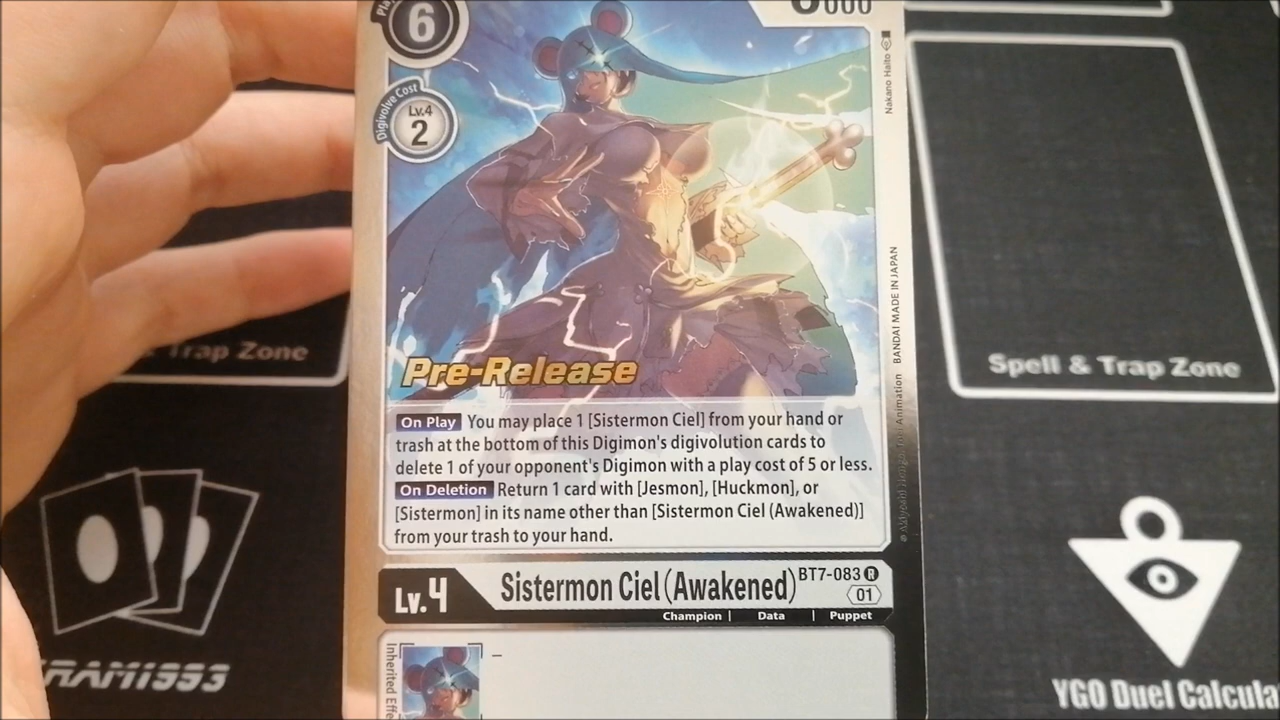 6
Digivolve Cost
Lv.4
2
Nakano Haito
BANDAI MADE IN JAPAN
Pre-Release
On Play You may place 1 [Sistermon Ciel] from your hand or
trash at the bottom of this Digimon's digivolution cards to
delete 1 of your opponent's Digimon with a play cost of 5 or less.
On Deletion Return 1 card with [Jesmon], [Huckmon], or
[Sistermon] in its name other than [Sistermon Ciel (Awakened)]
from your trash to your hand.
Lv.4
Sistermon Ciel (Awakened)
BT7-083 R
01
Champion | Data | Puppet
Inherited Effe
–
& Trap Zone
Spell & Trap Zone
RAM1993
YGO Duel Calcula